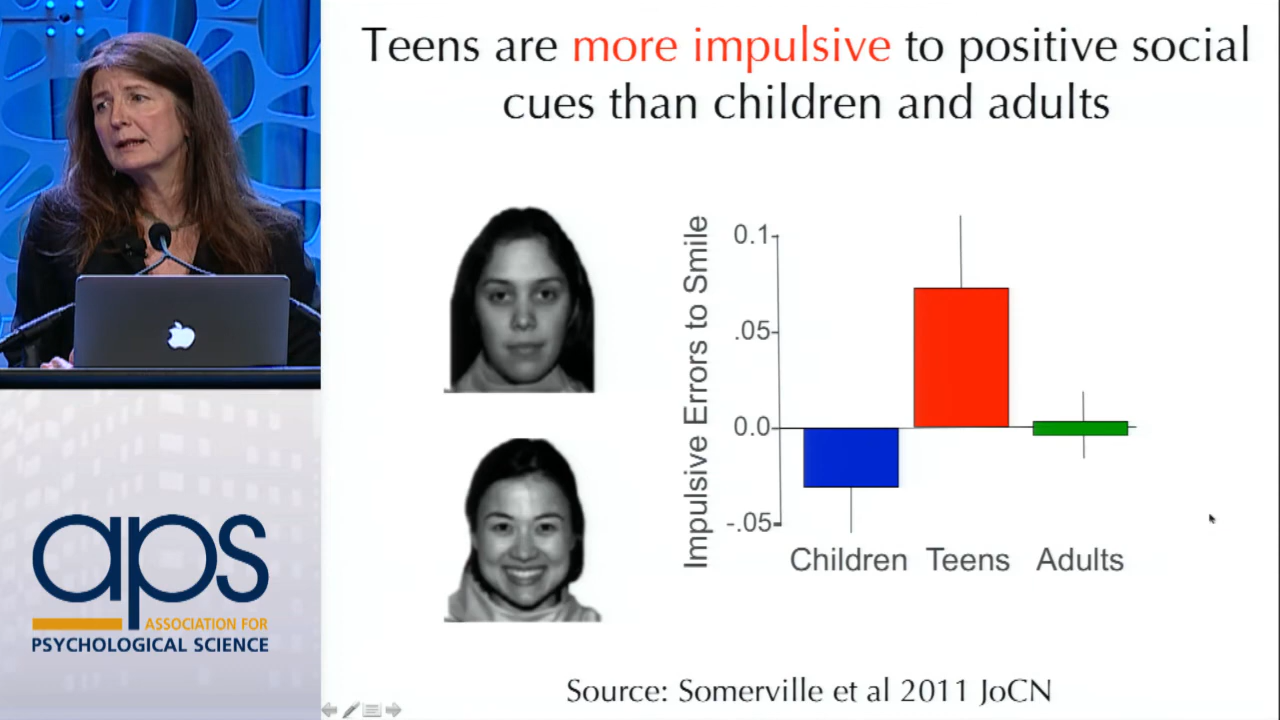 Teens are more impulsive to positive social
cues than children and adults
Impulsive Errors to Smile
0.1
.05
0.0
-.05
Children Teens Adults
Source: Somerville et al 2011 JoCN
aps
ASSOCIATION FOR
PSYCHOLOGICAL SCIENCE